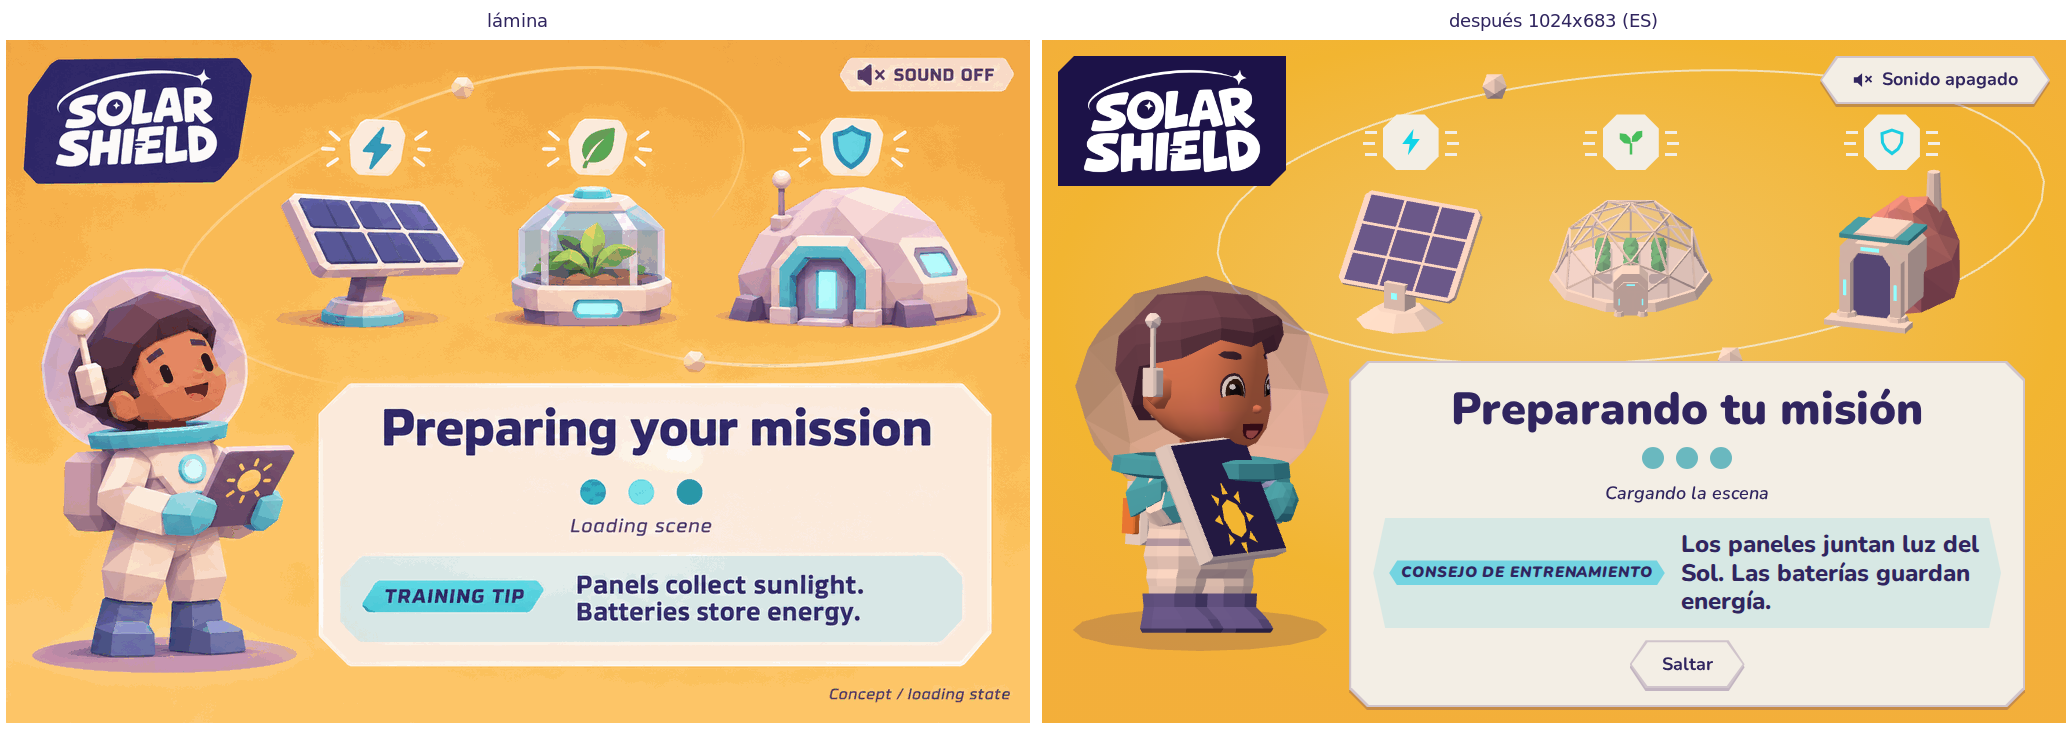 lámina
SOLAR
SHIELD
SOUND OFF
Preparing your mission
Loading scene
TRAINING TIP
Panels collect sunlight.
Batteries store energy.
Concept / loading state
después 1024x683 (ES)
SOLAR
SHIELD
Sonido apagado
Preparando tu misión
Cargando la escena
CONSEJO DE ENTRENAMIENTO
Los paneles juntan luz del
Sol. Las baterías guardan
energía.
Saltar